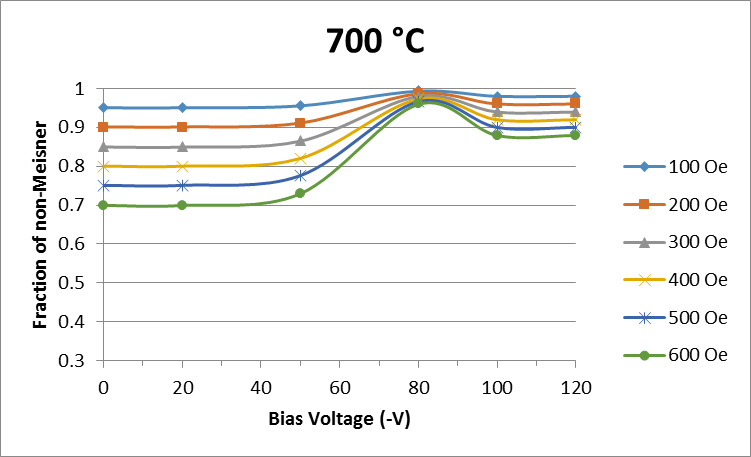 700 °C
Fraction of non-Meisner
1
0.9
0.8
0.7
0.6
0.5
0.4
0.3
0 20 40 60 80 100 120
Bias Voltage (-V)
100 Oe
200 Oe
300 Oe
400 Oe
500 Oe
600 Oe